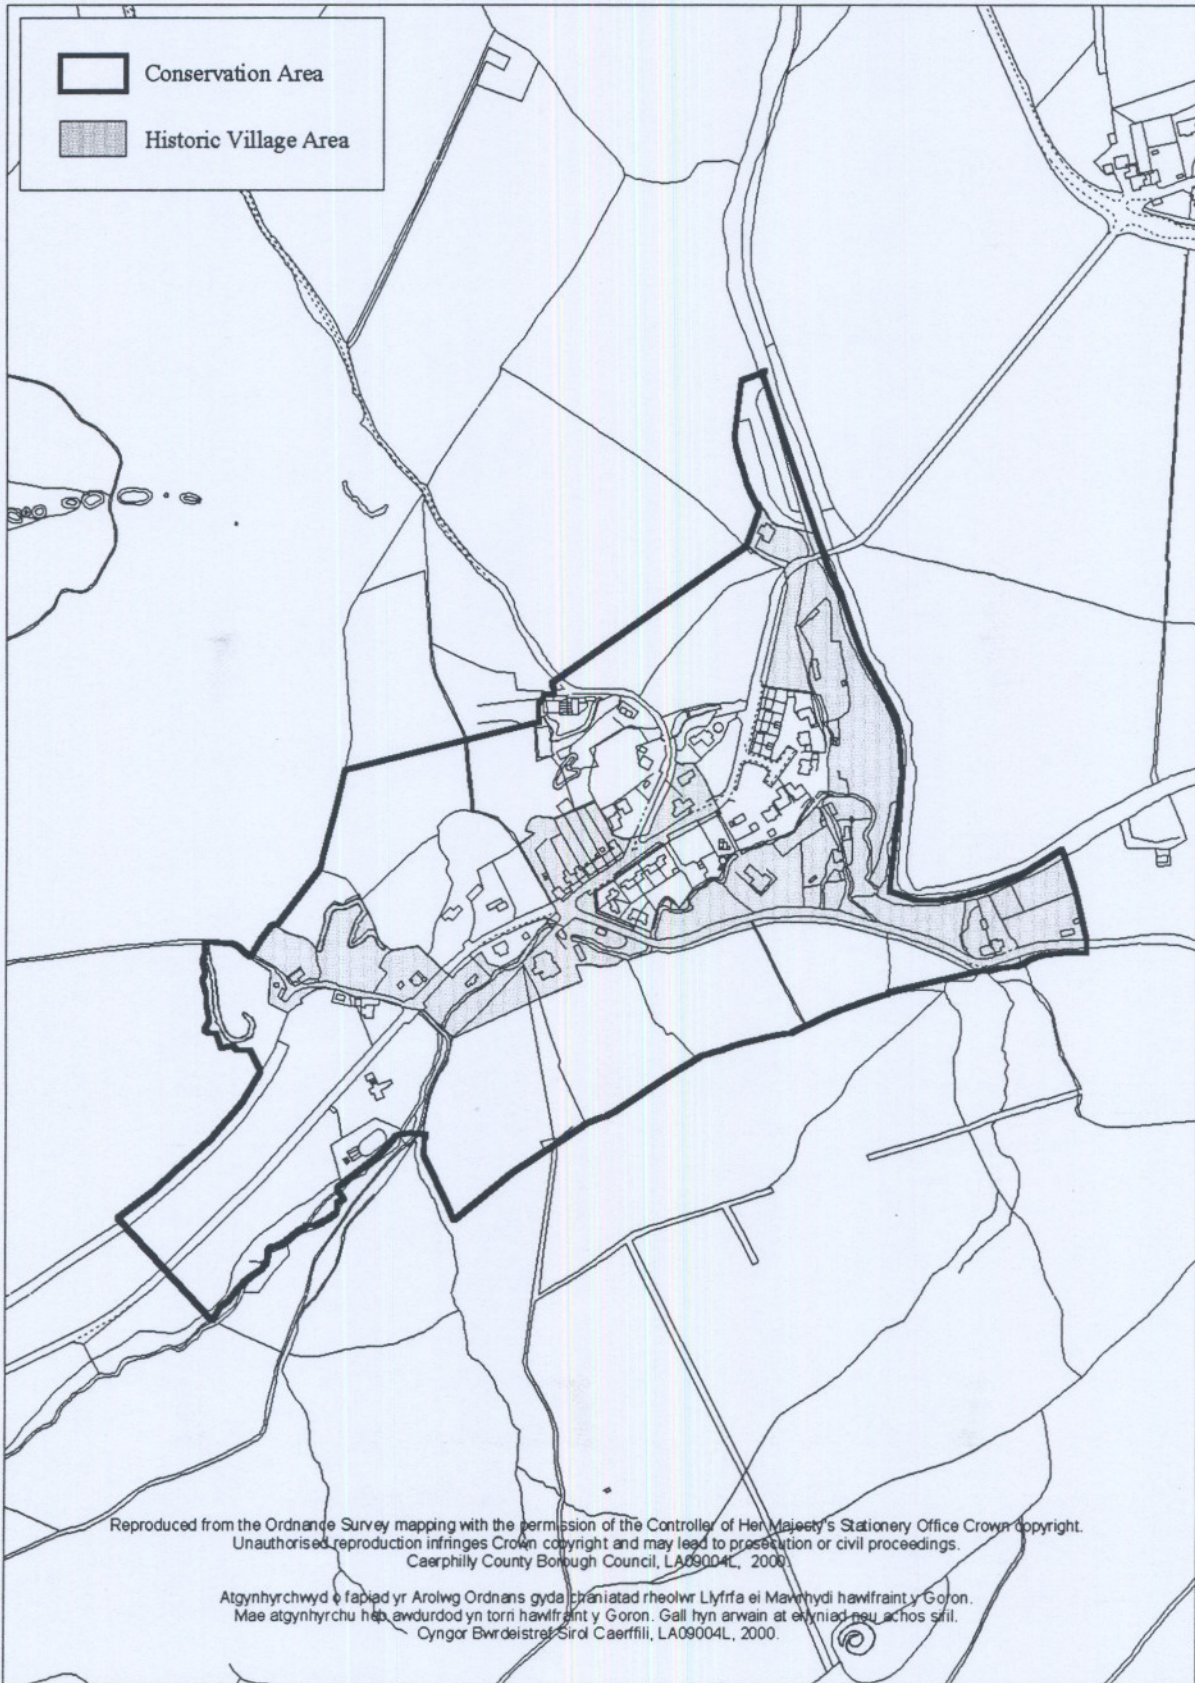 Conservation Area
Historic Village Area
Reproduced from the Ordnance Survey mapping with the permission of the Controller of Her Majesty's Stationery Office Crown copyright.
Unauthorised reproduction infringes Crown copyright and may lead to prosecution or civil proceedings.
Caerphilly County Borough Council, LA09004L, 2000.
Atgynhyrchwyd o fapiad yr Arolwg Ordnans gyda chaniatad rheolwr Llyfrfa ei Mawrhydi hawlfraint y Goron.
Mae atgynhyrchu heb awdurdod yn torri hawlfraint y Goron. Gall hyn arwain at erlyniad neu achos sifil.
Cyngor Bwrdeistref Sirol Caerffili, LA09004L, 2000.